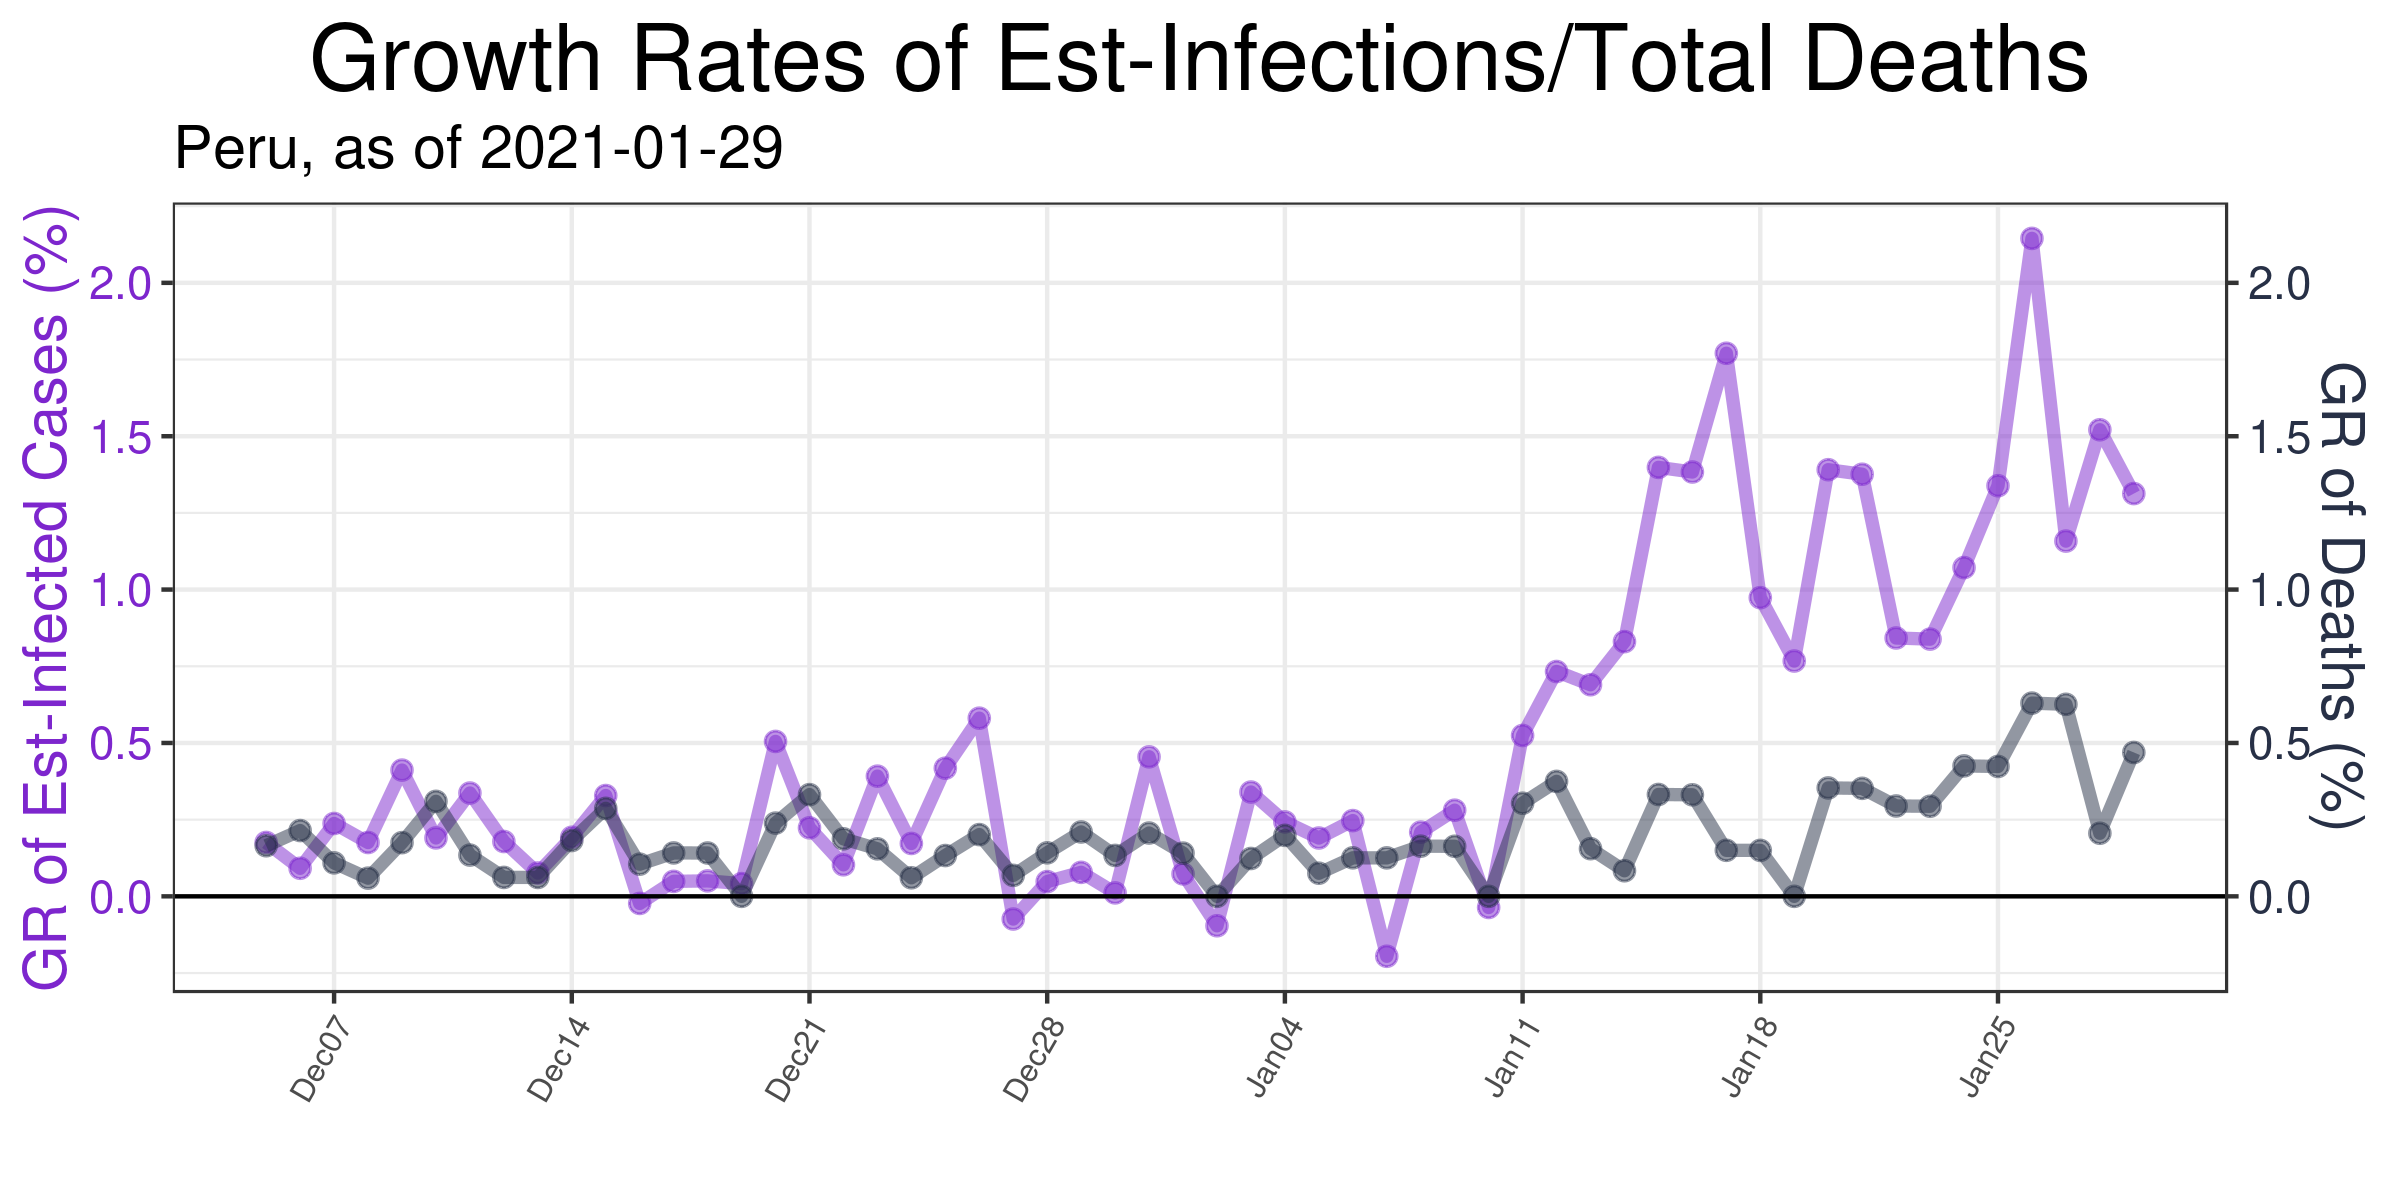 Growth Rates of Est-Infections/Total Deaths
Peru, as of 2021-01-29
GR of Est-Infected Cases (%)
2.0
1.5
1.0
0.5
0.0
2.0
1.5
1.0
0.5
0.0
GR of Deaths (%)
Dec07
Dec14
Dec21
Dec28
Jan04
Jan11
Jan18
Jan25